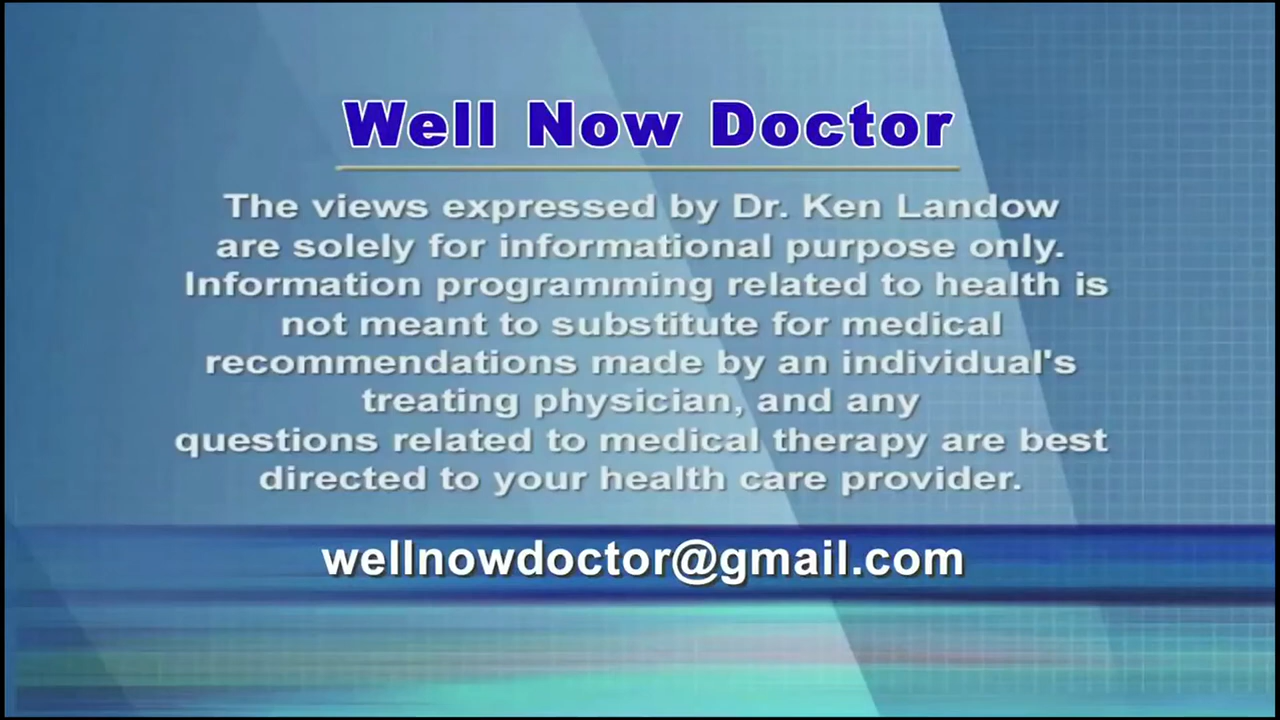 Well Now Doctor
The views expressed by Dr. Ken Landow
are solely for informational purpose only.
Information programming related to health is
not meant to substitute for medical
recommendations made by an individual's
treating physician, and any
questions related to medical therapy are best
directed to your health care provider.
wellnowdoctor@gmail.com